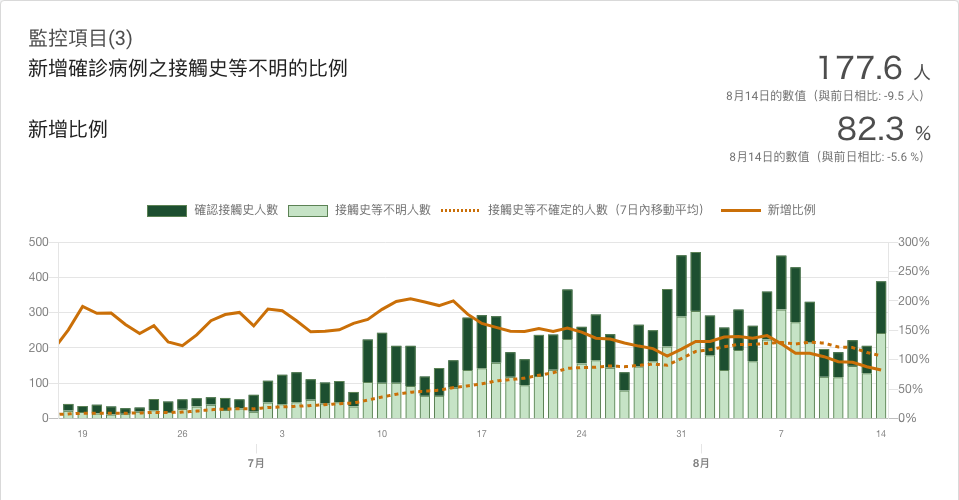 監控項目(3)
新增確診病例之接觸史等不明的比例
177.6 人
8月14日的數值（與前日相比: -9.5 人）
新增比例
82.3 %
8月14日的數值（與前日相比: -5.6 %）
確認接觸史人數 接觸史等不明人數 接觸史等不確定的人數（7日內移動平均） 新增比例
500 300%
250%
400
200%
300
150%
200
100%
100
50%
0 0%
19 26 3 10 17 24 31 7 14
7月 8月